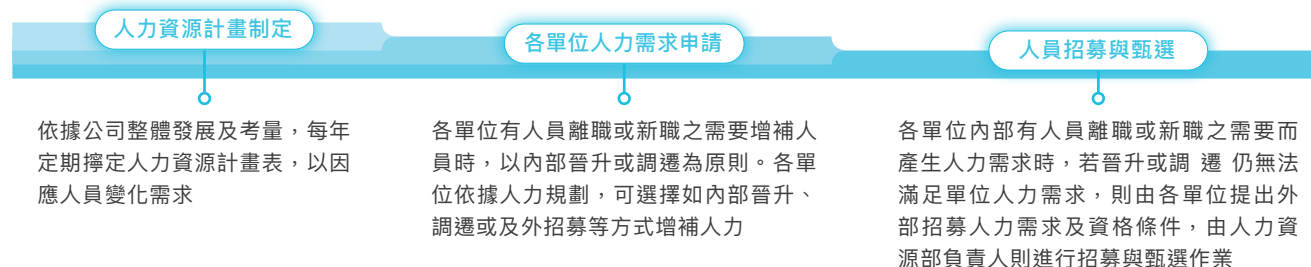 人力資源計畫制定
依據公司整體發展及考量，每年
定期擰定人力資源計畫表，以因
應人員變化需求
各單位人力需求申請
各單位有人員離職或新職之需要增補人
員時，以內部晉升或調遷為原則。各單
位依據人力規劃，可選擇如內部晉升、
調遷或及外招募等方式增補人力
人員招募與甄選
各單位內部有人員離職或新職之需要而
產生人力需求時，若晉升或調 遷 仍無法
滿足單位人力需求，則由各單位提出外
部招募人力需求及資格條件，由人力資
源部負責人則進行招募與甄選作業